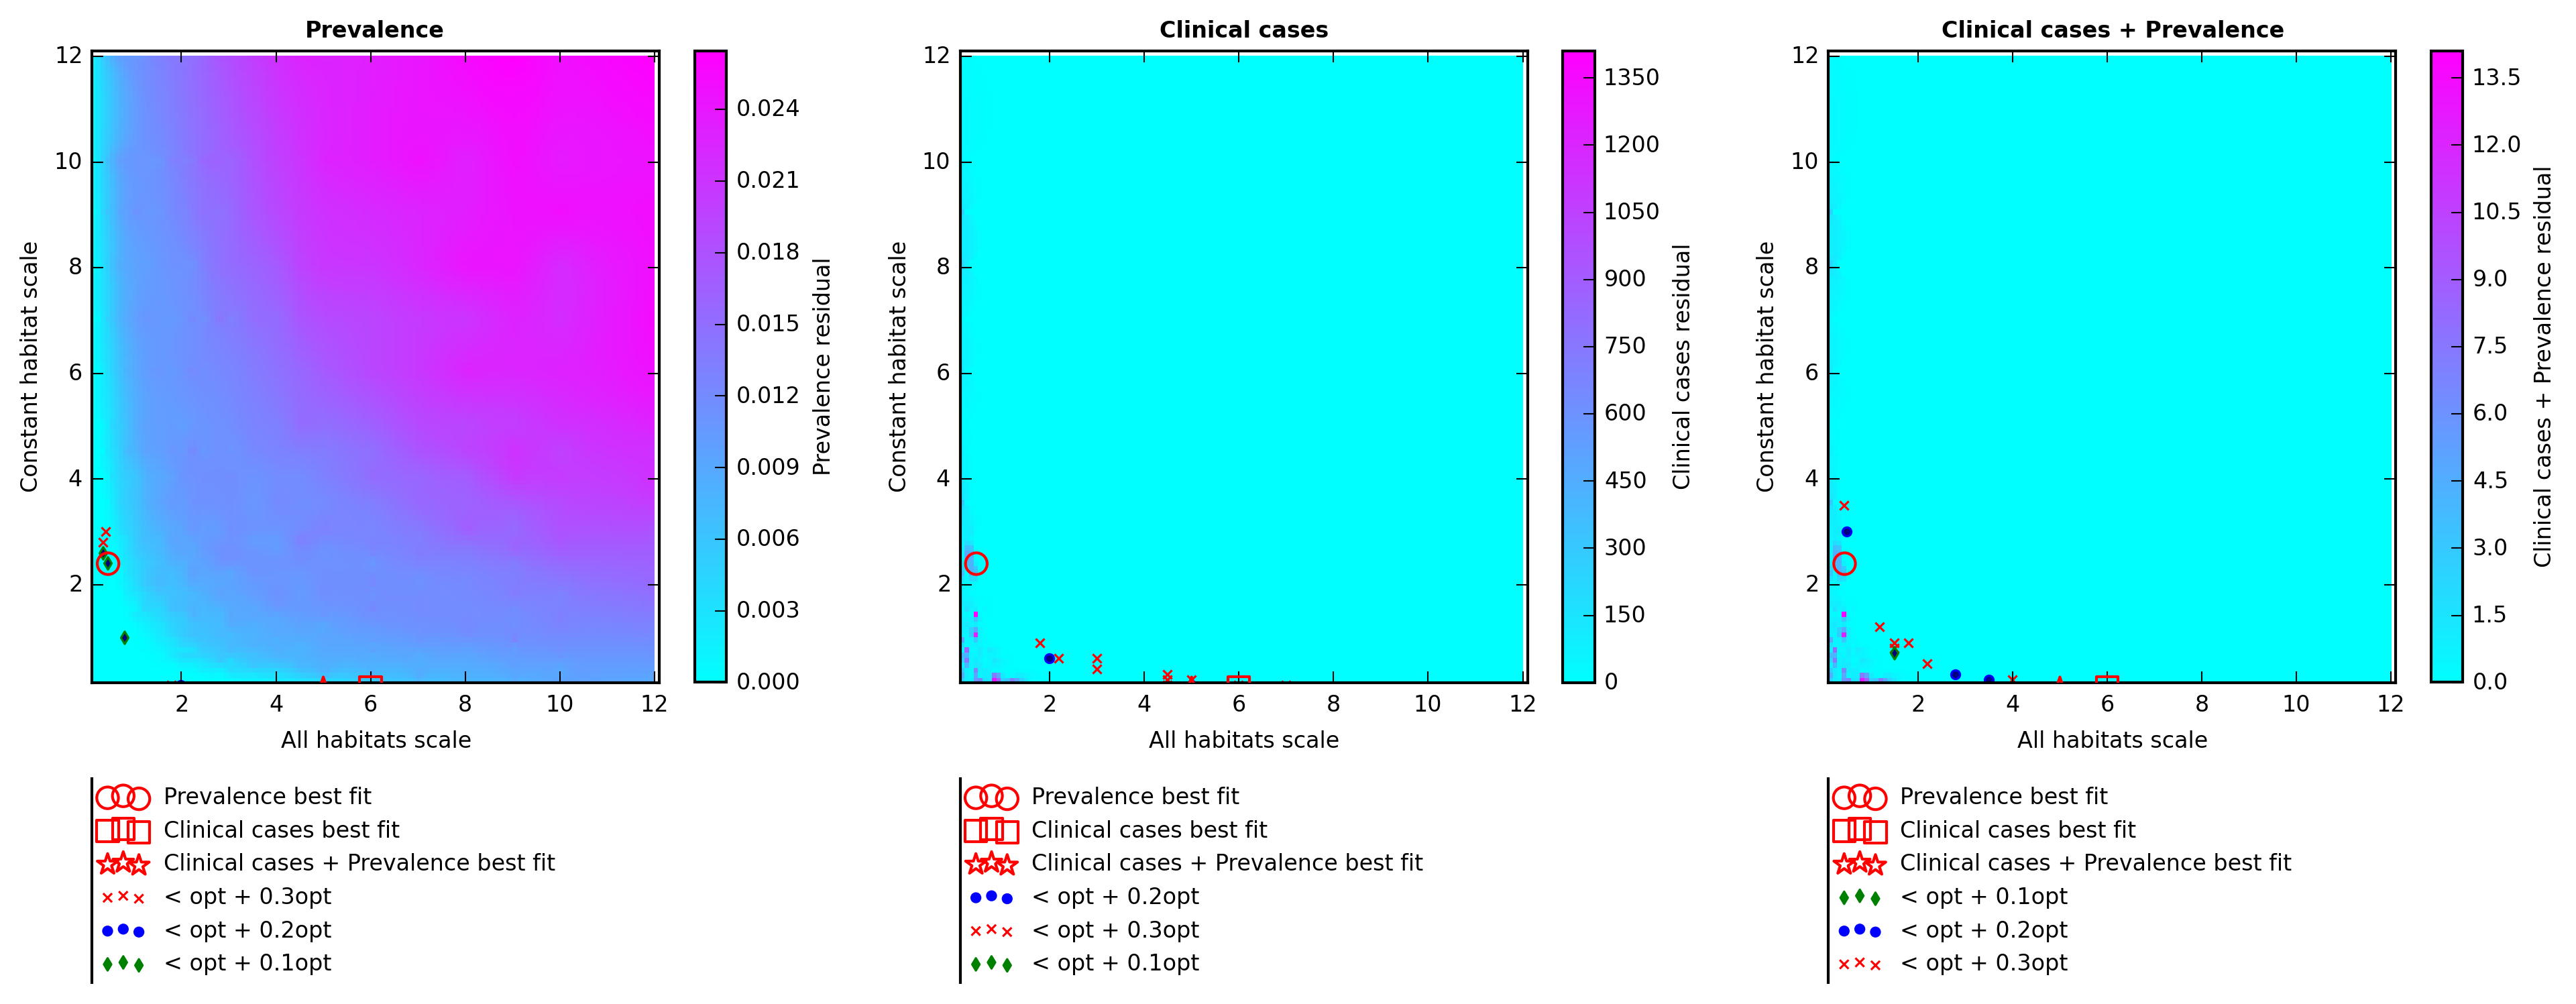 Prevalence
12
10
8
6
4
2
Constant habitat scale
2 4 6 8 10 12
All habitats scale
0.024
0.021
0.018
0.015
0.012
0.009
0.006
0.003
0.000
Prevalence residual
Prevalence best fit
Clinical cases best fit
Clinical cases + Prevalence best fit
< opt + 0.3opt
< opt + 0.2opt
< opt + 0.1opt
Clinical cases
12
10
8
6
4
2
Constant habitat scale
2 4 6 8 10 12
All habitats scale
1350
1200
1050
900
750
600
450
300
150
0
Clinical cases residual
Prevalence best fit
Clinical cases best fit
Clinical cases + Prevalence best fit
< opt + 0.2opt
< opt + 0.3opt
< opt + 0.1opt
Clinical cases + Prevalence
12
10
8
6
4
2
Constant habitat scale
2 4 6 8 10 12
All habitats scale
13.5
12.0
10.5
9.0
7.5
6.0
4.5
3.0
1.5
0.0
Clinical cases + Prevalence residual
Prevalence best fit
Clinical cases best fit
Clinical cases + Prevalence best fit
< opt + 0.1opt
< opt + 0.2opt
< opt + 0.3opt